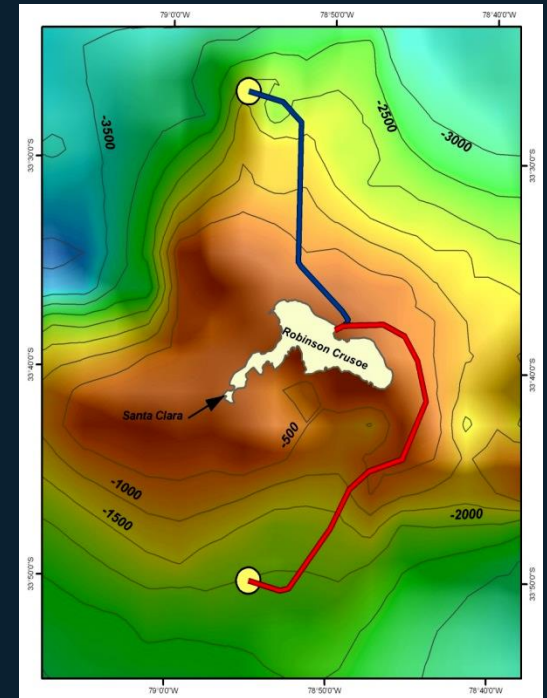 79°0'0"W 78°50'0"W 78°40'0"W
-3500
-2500
-3000
33°30'0"S 33°30'0"S
Robinson Crusoe
33°40'0"S 33°40'0"S
Santa Clara
-500
-1000
-1500
-2000
33°50'0"S 33°50'0"S
79°0'0"W 78°50'0"W 78°40'0"W